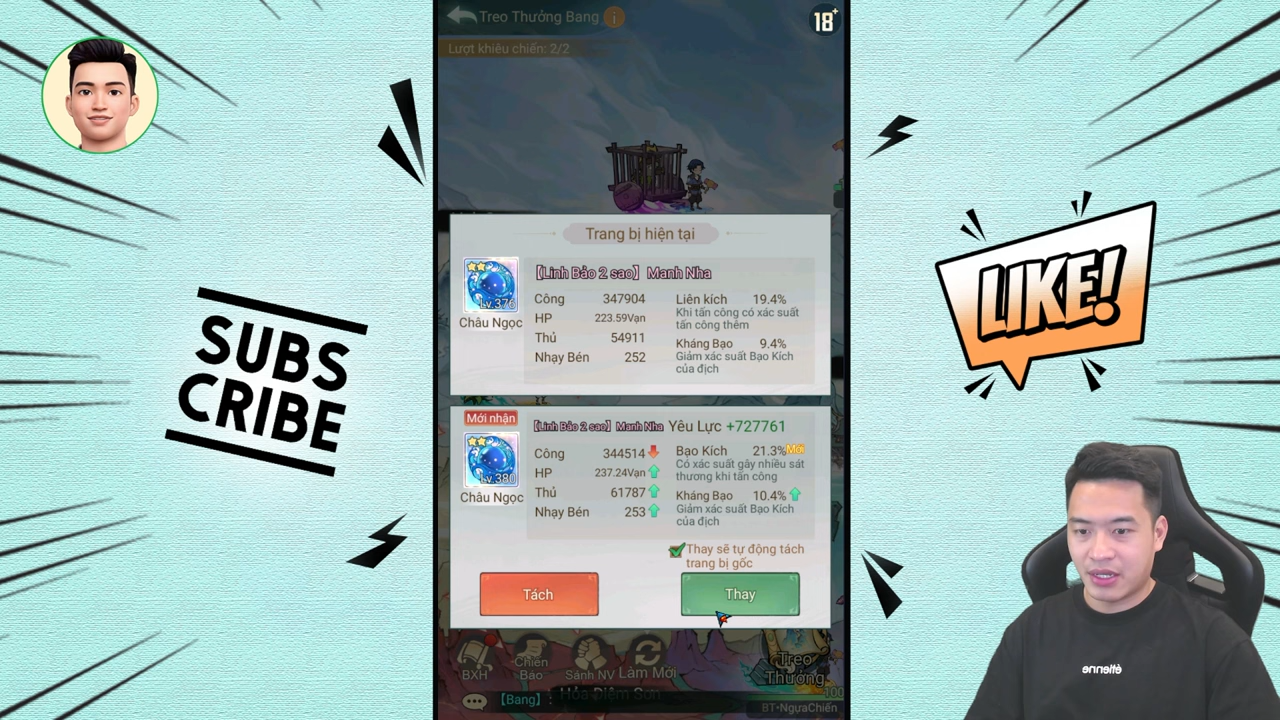 Treo Thưởng Bang i
18+
Lượt khiêu chiến: 2/2
Trang bị hiện tại
【Linh Bảo 2 sao】 Manh Nha
Lv.376
Châu Ngọc
Công 347904
HP 223.59Vạn
Thủ 54911
Nhạy Bén 252
Liên kích 19.4%
Khi tấn công có xác suất
tấn công thêm
Kháng Bạo 9.4%
Giảm xác suất Bạo Kích
của địch
Mới nhận
【Linh Bảo 2 sao】 Manh Nha Yêu Lực +727761
Lv.380
Châu Ngọc
Công 344514
HP 237.24Vạn
Thủ 61787
Nhạy Bén 253
Bạo Kích 21.3% Mới
Có xác suất gây nhiều sát
thương khi tấn công
Kháng Bạo 10.4%
Giảm xác suất Bạo Kích
của địch
Thay sẽ tự động tách
trang bị gốc
Tách
Thay
BXH
Chiến
Báo
Sảnh NV
Làm Mới
Treo
Thưởng
100
【Bang】 :
Hỏa Diệm Sơn
BT•NgựaChiến
SUBS
CRIBE
LIKE!
étienne